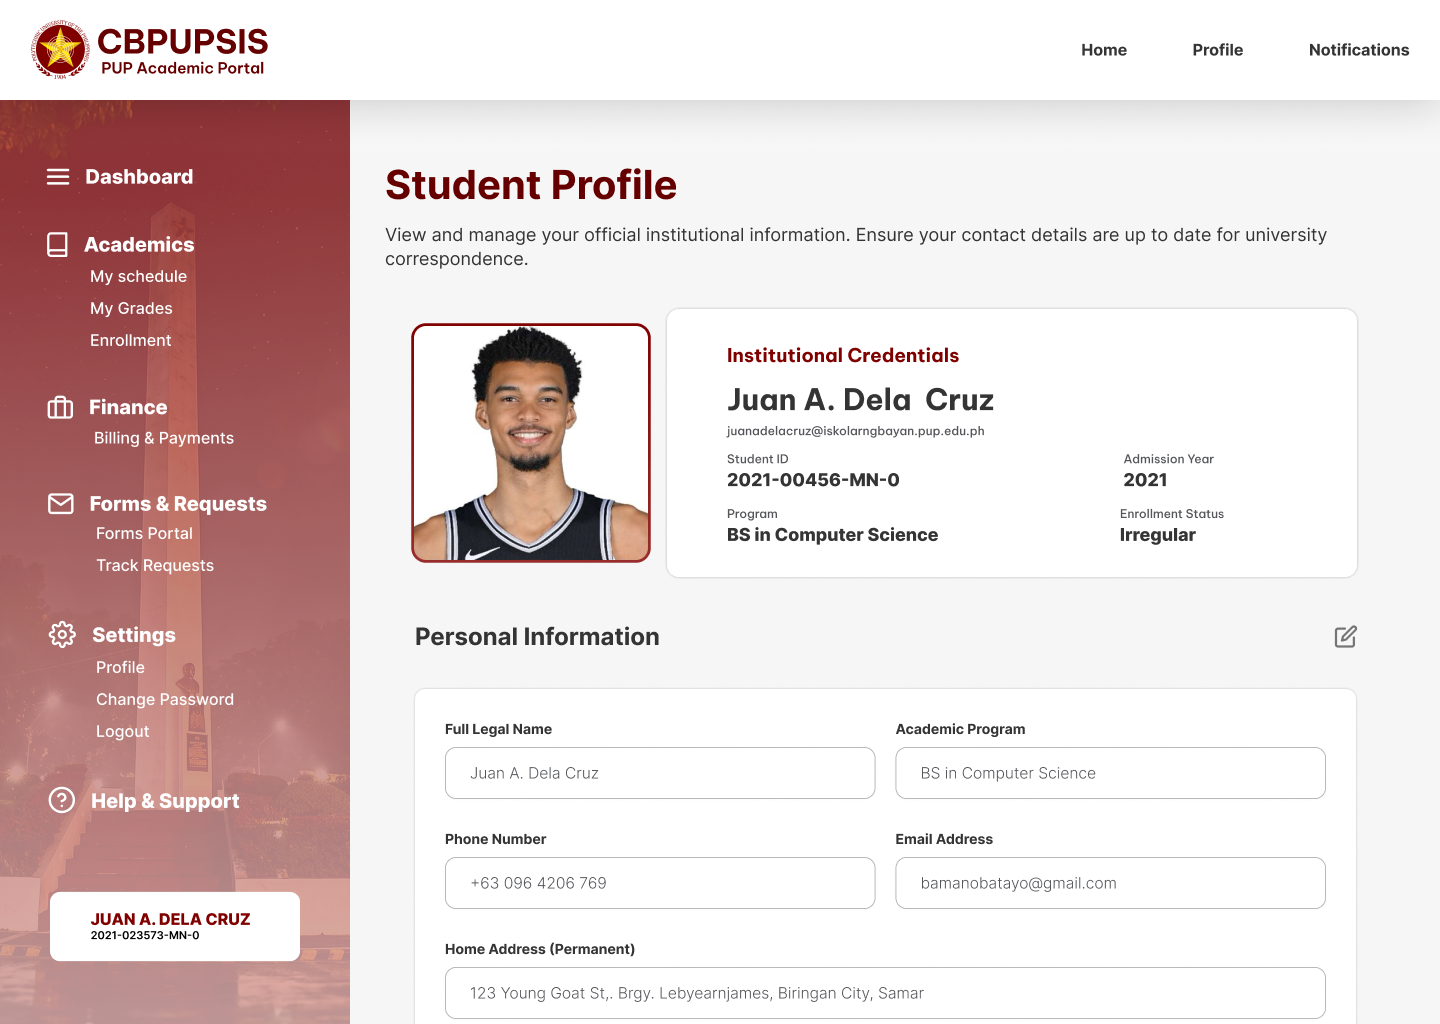 CBPUPSIS
PUP Academic Portal
1904
Home
Profile
Notifications
Dashboard
Academics
My schedule
My Grades
Enrollment
Finance
Billing & Payments
Forms & Requests
Forms Portal
Track Requests
Settings
Profile
Change Password
Logout
Help & Support
JUAN A. DELA CRUZ
2021-023573-MN-0
Student Profile
View and manage your official institutional information. Ensure your contact details are up to date for university
correspondence.
Institutional Credentials
Juan A. Dela  Cruz
juanadelacruz@iskolarngbayan.pup.edu.ph
Student ID
2021-00456-MN-0
Admission Year
2021
Program
BS in Computer Science
Enrollment Status
Irregular
Personal Information
Full Legal Name
Juan A. Dela Cruz
Academic Program
BS in Computer Science
Phone Number
+63 096 4206 769
Email Address
bamanobatayo@gmail.com
Home Address (Permanent)
123 Young Goat St,. Brgy. Lebyearnjames, Biringan City, Samar